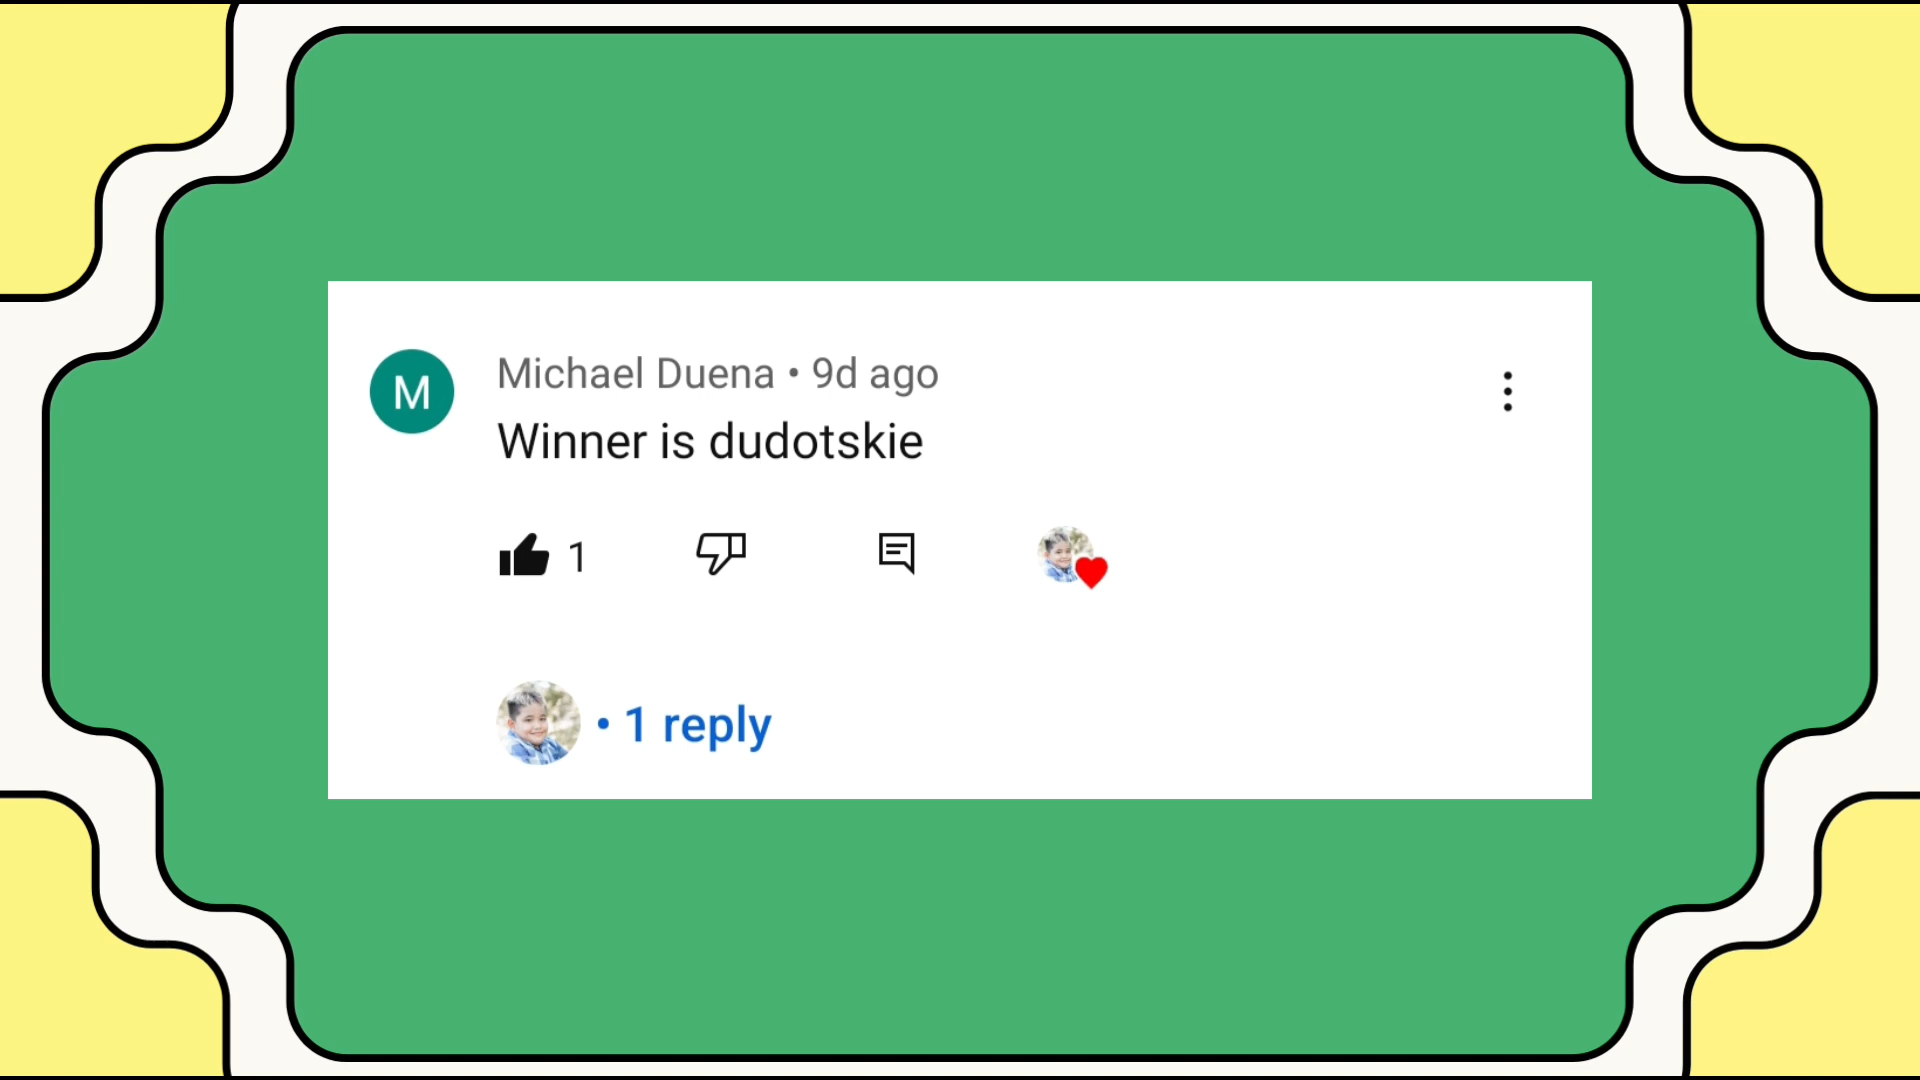 M
Michael Duena • 9d ago
Winner is dudotskie
1
• 1 reply